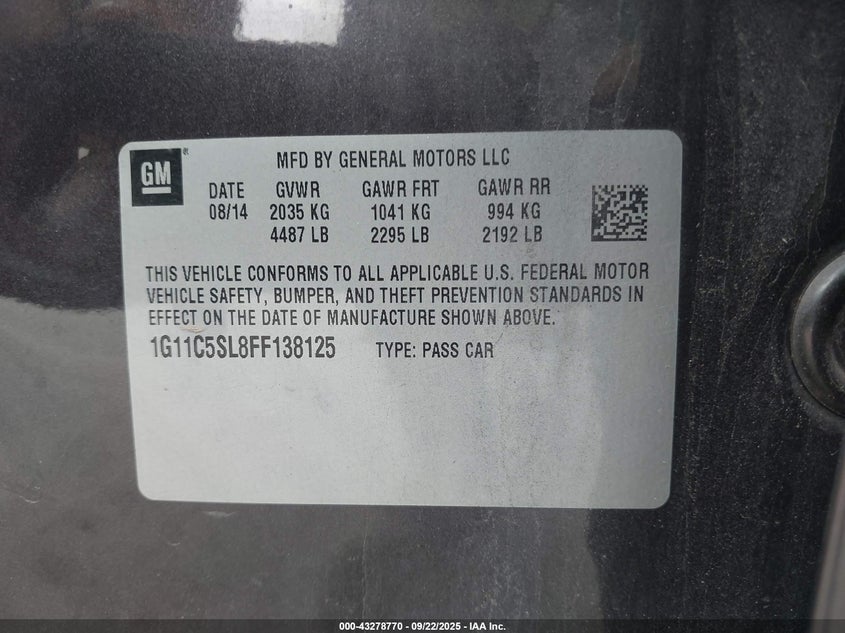 GM®
MFD BY GENERAL MOTORS LLC
DATE GVWR GAWR FRT GAWR RR
08/14 2035 KG 1041 KG 994 KG
4487 LB 2295 LB 2192 LB
THIS VEHICLE CONFORMS TO ALL APPLICABLE U.S. FEDERAL MOTOR
VEHICLE SAFETY, BUMPER, AND THEFT PREVENTION STANDARDS IN
EFFECT ON THE DATE OF MANUFACTURE SHOWN ABOVE.
1G11C5SL8FF138125 TYPE: PASS CAR
000-43278770 - 09/22/2025 - IAA Inc.